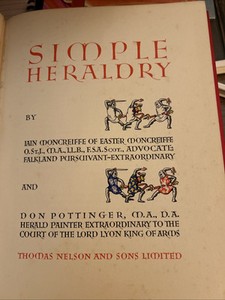 SIMPLE
HERALDRY
BY
IAIN MONCREIFFE OF EASTER MONCREIFFE
O.ST.J., M.A., LL.B., F.S.A.SCOT., ADVOCATE;
FALKLAND PURSUIVANT-EXTRAORDINARY
AND
DON POTTINGER, M.A., D.A.
HERALD PAINTER EXTRAORDINARY TO THE
COURT OF THE LORD LYON KING OF ARMS
THOMAS NELSON AND SONS LIMITED